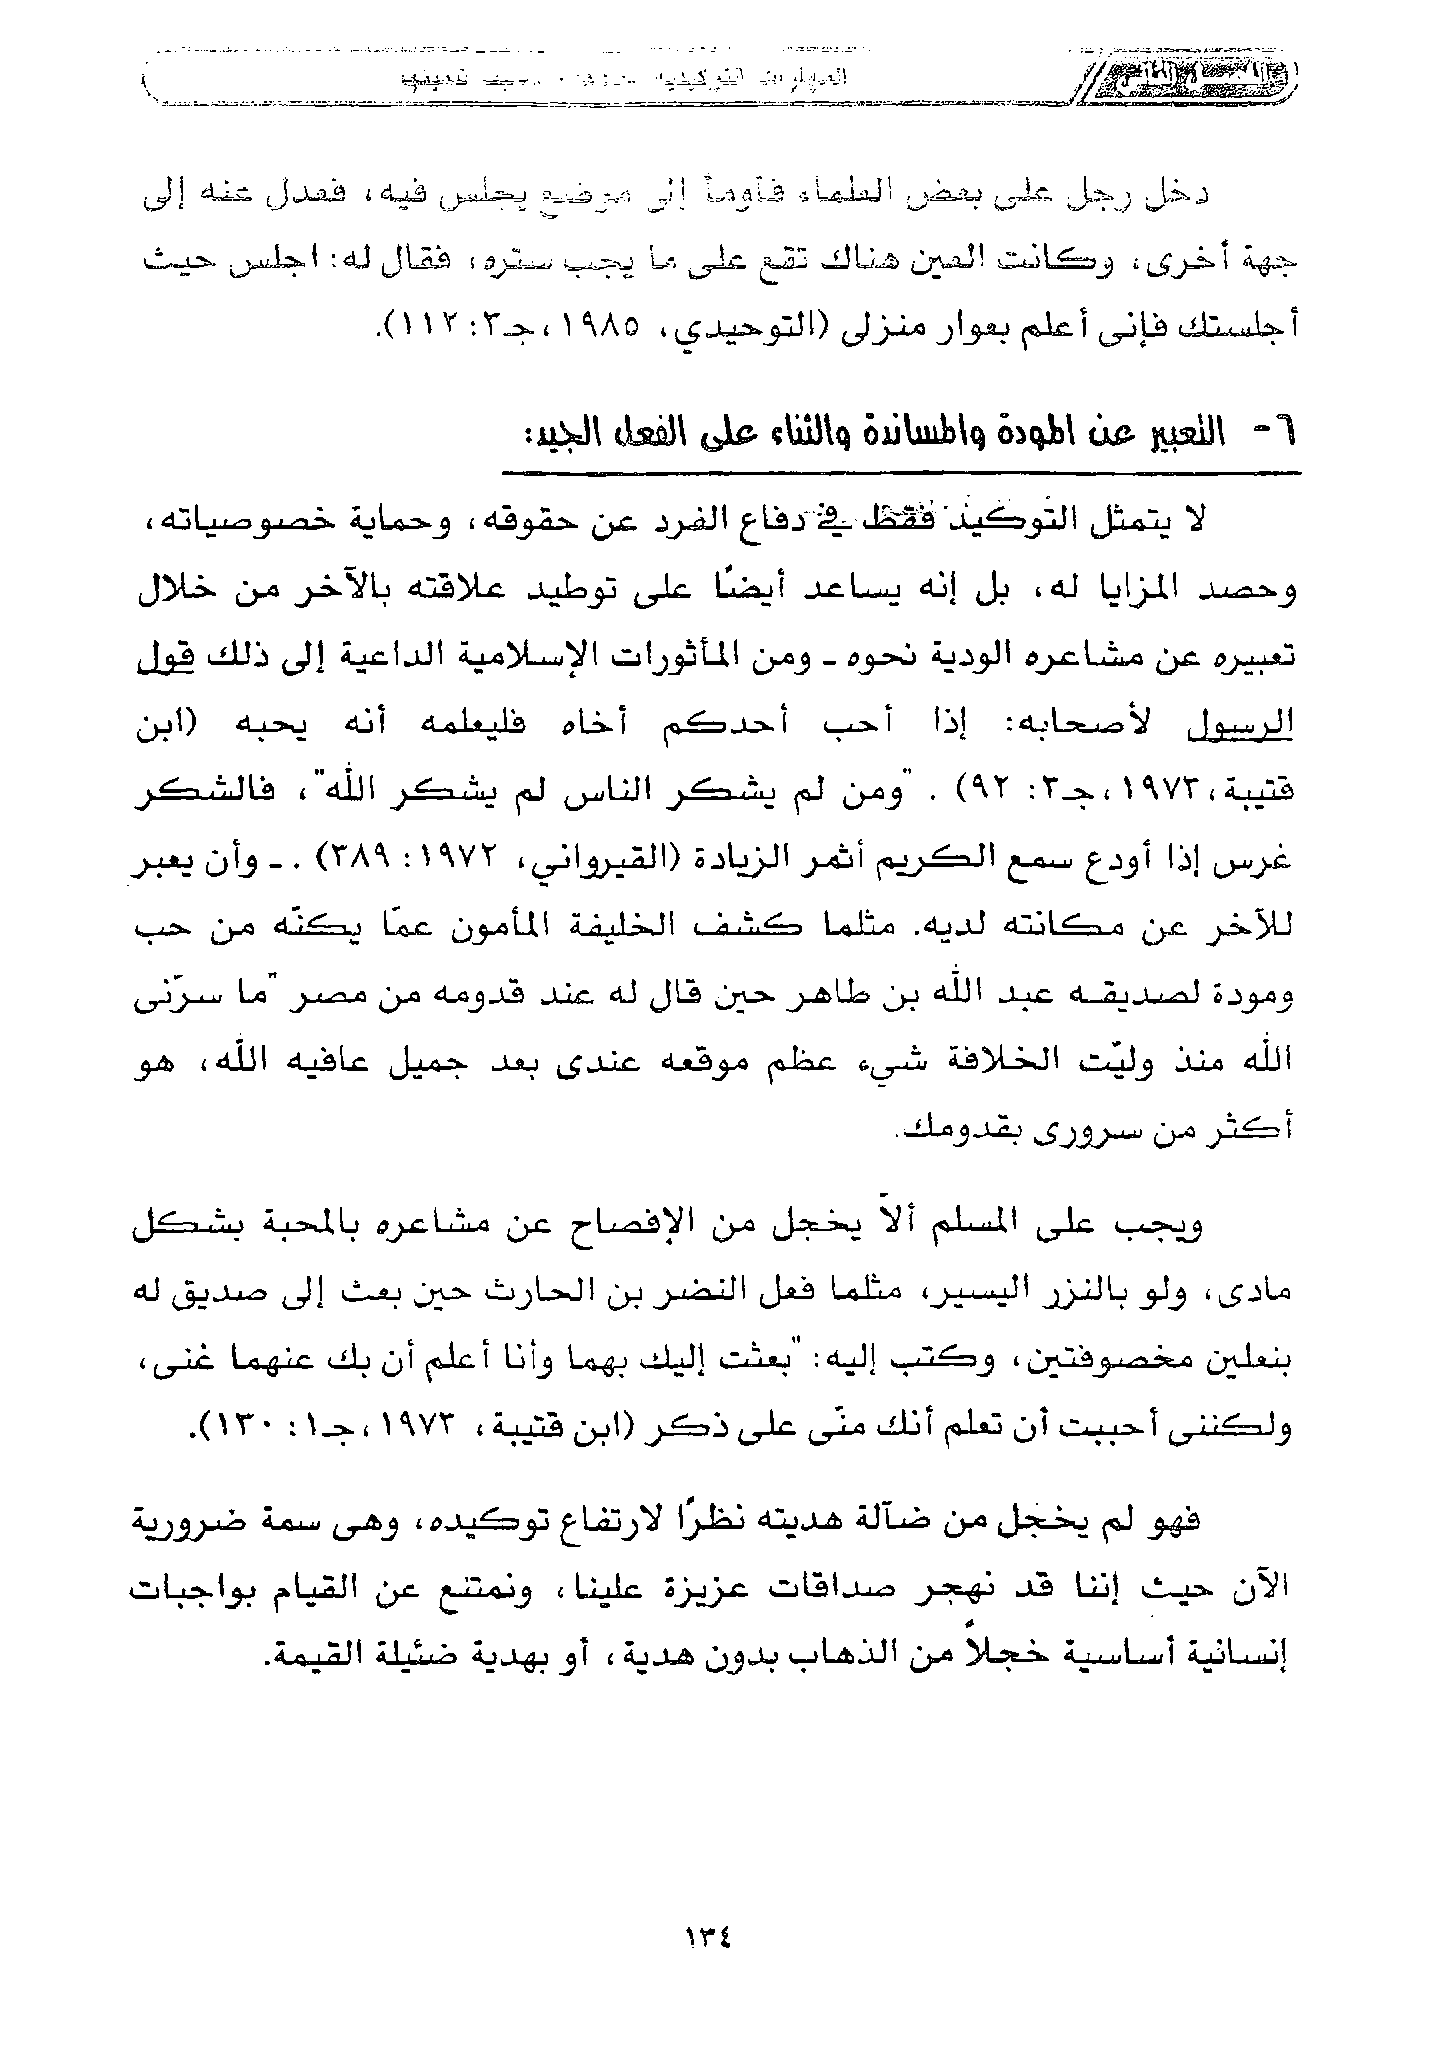 المهارات التوكيدية
دخل رجل على بعض العلماء فأومأ إلى موضع يجلس فيه، فعدل عنه إلى
جهة أخرى، وكانت العين هناك تقع على ما يجب ستره، فقال له: اجلس حيث
أجلستك فإنى أعلم بعوار منزلى (التوحيدي، ١٩٨٥، جـ٣: ١١٢).
٦- التعبير عن المودة والمساندة والثناء على الفعل الجيد:
لا يتمثل التوكيد فقط في دفاع الفرد عن حقوقه، وحماية خصوصياته،
وحصد المزايا له، بل إنه يساعد أيضًا على توطيد علاقته بالآخر من خلال
تعبيره عن مشاعره الودية نحوه - ومن المأثورات الإسلامية الداعية إلى ذلك قول
الرسول لأصحابه: إذا أحب أحدكم أخاه فليعلمه أنه يحبه (ابن
قتيبة، ١٩٧٣، جـ٣: ٩٢) . "ومن لم يشكر الناس لم يشكر الله"، فالشكر
غرس إذا أودع سمع الكريم أثمر الزيادة (القيرواني، ١٩٧٢: ٣٨٩) . - وأن يعبر
للآخر عن مكانته لديه. مثلما كشف الخليفة المأمون عمّا يكنّه من حب
ومودة لصديقه عبد الله بن طاهر حين قال له عند قدومه من مصر "ما سرّنى
الله منذ وليّت الخلافة شيء عظم موقعه عندى بعد جميل عافيه الله، هو
أكثر من سرورى بقدومك.
ويجب على المسلم ألاّ يخجل من الإفصاح عن مشاعره بالمحبة بشكل
مادى، ولو بالنزر اليسير، مثلما فعل النضر بن الحارث حين بعث إلى صديق له
بنعلين مخصوفتين، وكتب إليه: "بعثت إليك بهما وأنا أعلم أن بك عنهما غنى،
ولكننى أحببت أن تعلم أنك منّى على ذكر (ابن قتيبة، ١٩٧٣، جـ١: ١٣٠).
فهو لم يخجل من ضآلة هديته نظرًا لارتفاع توكيده، وهى سمة ضرورية
الآن حيث إننا قد نهجر صداقات عزيزة علينا، ونمتنع عن القيام بواجبات
إنسانية أساسية خجلاً من الذهاب بدون هدية، أو بهدية ضئيلة القيمة.
١٣٤